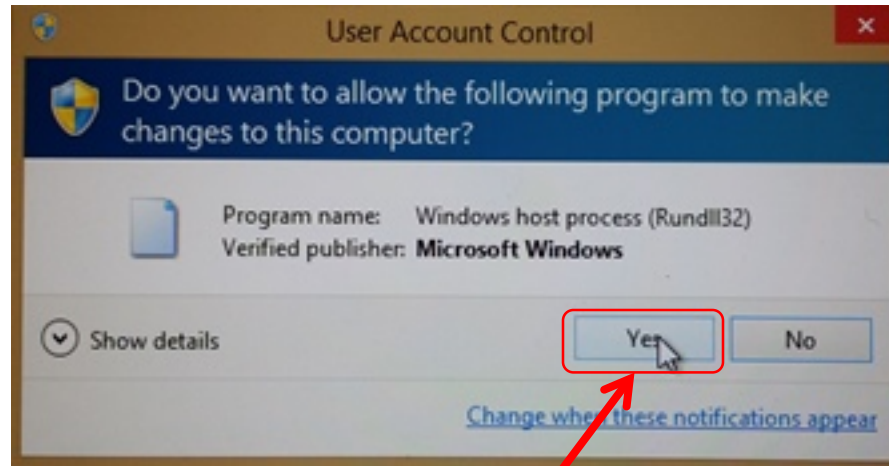 User Account Control
Do you want to allow the following program to make
changes to this computer?
Program name: Windows host process (Rundll32)
Verified publisher: Microsoft Windows
Show details
Yes
No
Change when these notifications appear